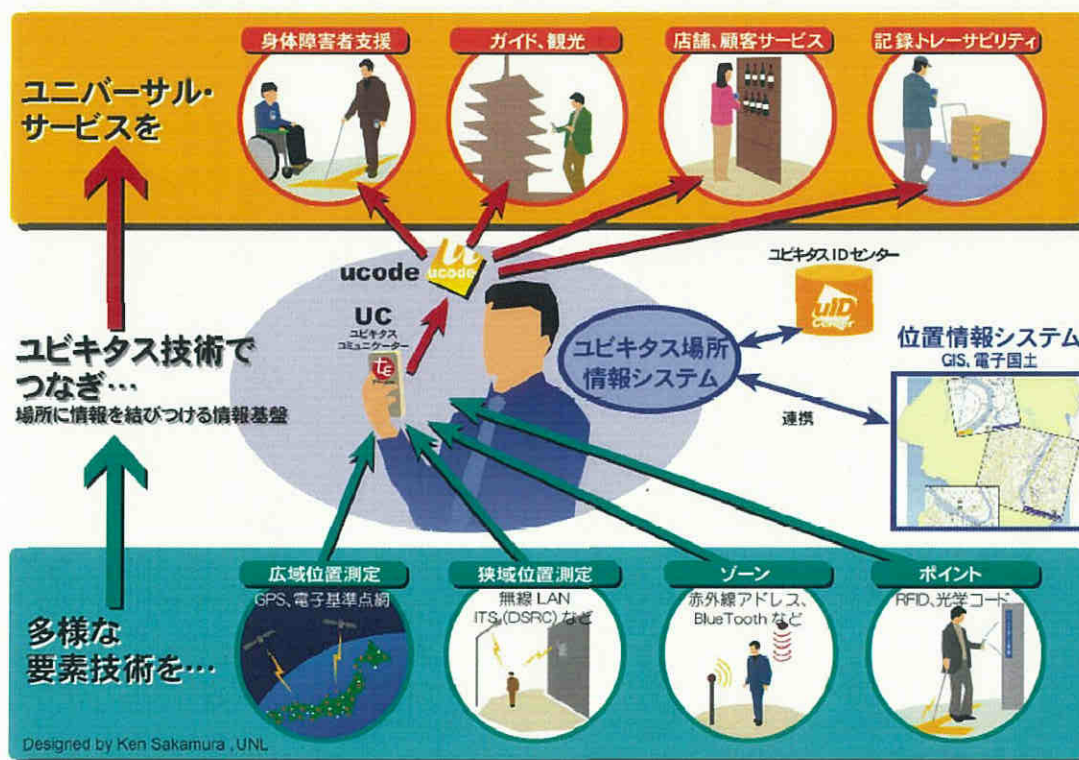 身体障害者支援
ガイド、観光
店舗、顧客サービス
記録トレーサビリティ
ユニバーサル・
サービスを
ucode
ucode
UC
ユビキタス
コミュニケーター
ユビキタスIDセンター
uID
Center
ユビキタス場所
情報システム
位置情報システム
GIS、電子国土
連携
ユビキタス技術で
つなぎ…
場所に情報を結びつける情報基盤
広域位置測定
GPS、電子基準点網
狭域位置測定
無線LAN
ITS,(DSRC)など
ゾーン
赤外線アドレス、
BlueToothなど
ポイント
RFID、光学コード
多様な
要素技術を…
Designed by Ken Sakamura ,UNL